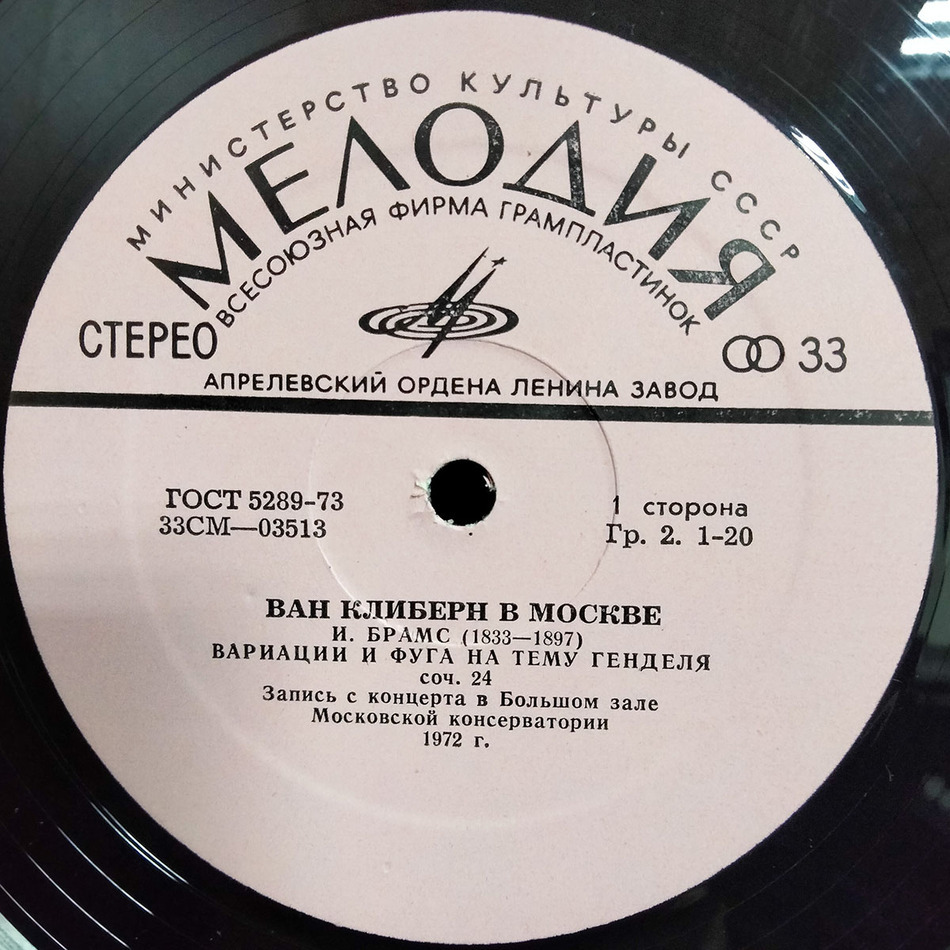 МИНИСТЕРСТВО КУЛЬТУРЫ СССР
МЕЛОДИЯ
ВСЕСОЮЗНАЯ ФИРМА ГРАМПЛАСТИНОК
СТЕРЕО
33
АПРЕЛЕВСКИЙ ОРДЕНА ЛЕНИНА ЗАВОД
ГОСТ 5289-73
33СМ—03513
1 сторона
Гр. 2. 1-20
ВАН КЛИБЕРН В МОСКВЕ
И. БРАМС (1833—1897)
ВАРИАЦИИ И ФУГА НА ТЕМУ ГЕНДЕЛЯ
соч. 24
Запись с концерта в Большом зале
Московской консерватории
1972 г.